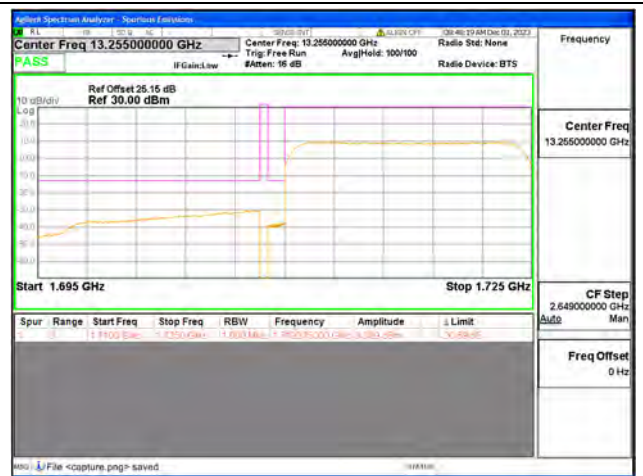 Agilent Spectrum Analyzer - Spurious Emissions
RL
SENSE:INT
ALIGN OFF
08:46:19 AM Dec 01, 2023
Center Freq 13.255000000 GHz
Center Freq: 13.255000000 GHz
Radio Std: None
Frequency
Trig: Free Run
Avg|Hold: 100/100
PASS
IFGain:Low
#Atten: 16 dB
Radio Device: BTS
Ref Offset 25.15 dB
10 dB/div
Ref 30.00 dBm
Log
Center Freq
13.255000000 GHz
Start 1.695 GHz
Stop 1.725 GHz
CF Step
2.649000000 GHz
Auto
Man
Spur
Range
Start Freq
Stop Freq
RBW
Frequency
Amplitude
Δ Limit
Freq Offset
0 Hz
MSG
File <capture.png> saved
STATUS